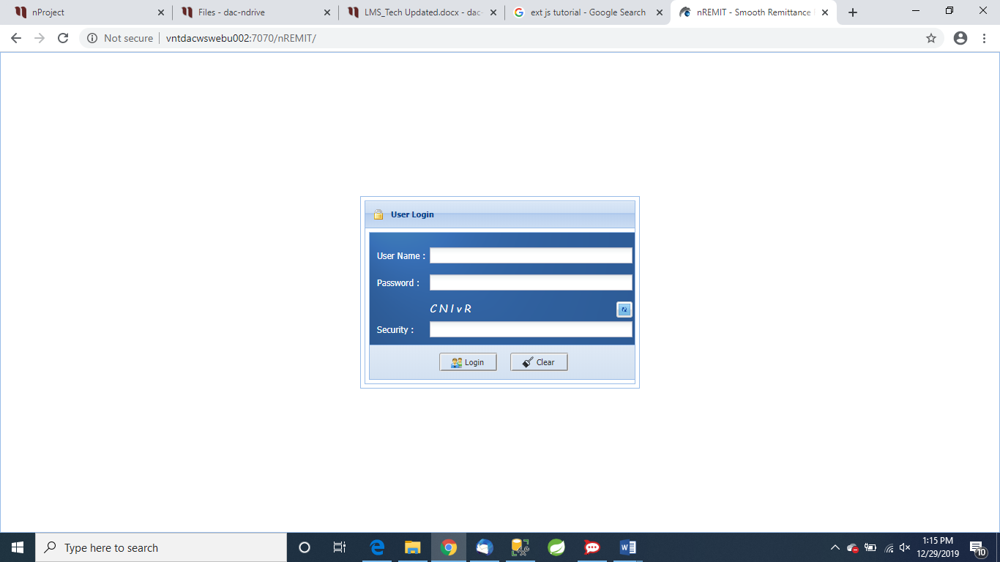 nProject
Files - dac-ndrive
LMS_Tech Updated.docx - dac-
ext js tutorial - Google Search
nREMIT - Smooth Remittance
Not secure
vntdacwswebu002:7070/nREMIT/
User Login
User Name :
Password :
CNIvR
Security :
Login
Clear
Type here to search
1:15 PM
12/29/2019
10